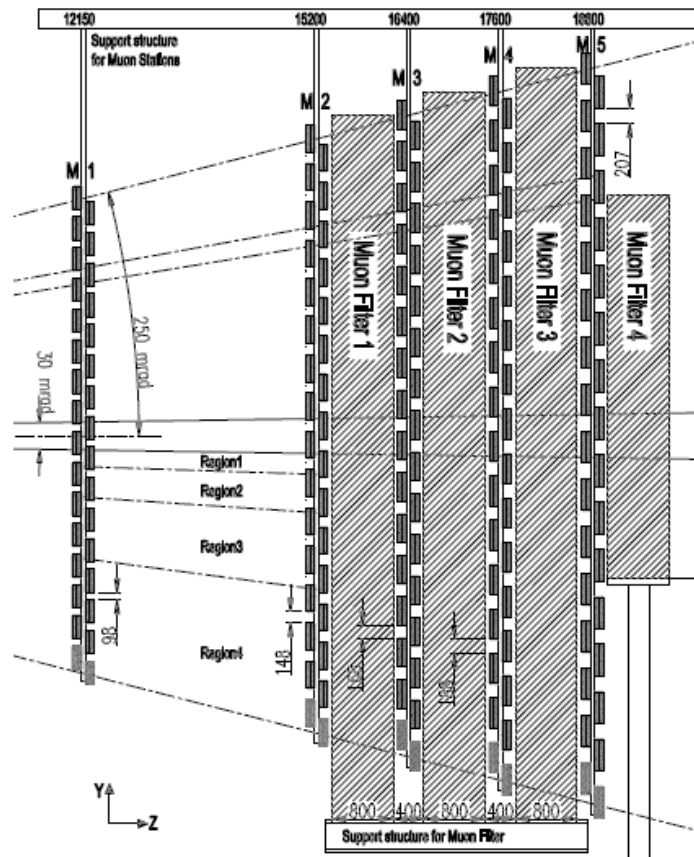 12150 15200 16400 17600 18800
Support structure
for Muon Stations
M 1
M 2
M 3
M 4
M 5
207
Muon Filter 1
Muon Filter 2
Muon Filter 3
Muon Filter 4
250 mrad
30 mrad
Region1
Region2
Region3
Region4
98
148
Y
Z
800 400 800 400 800
Support structure for Muon Filter